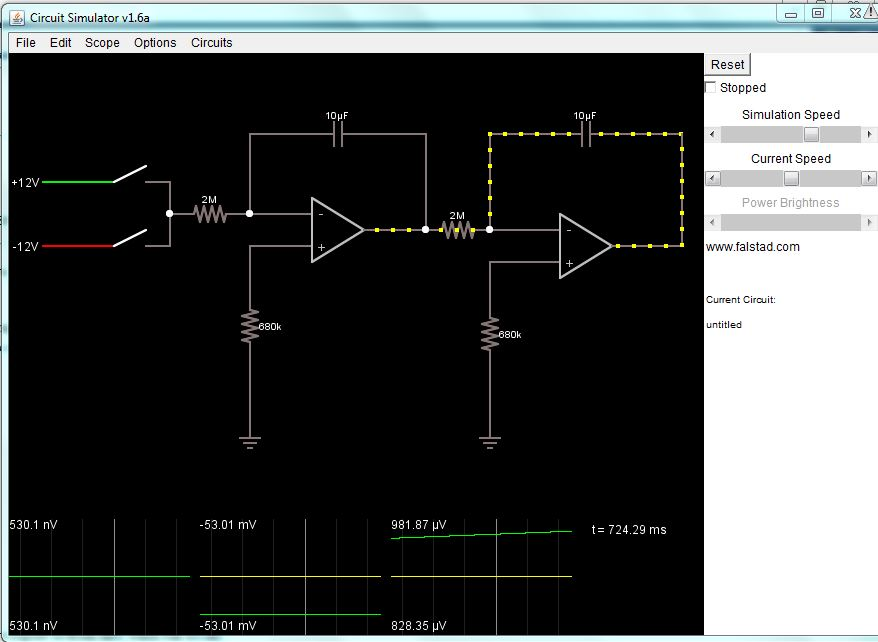 Circuit Simulator v1.6a
File Edit Scope Options Circuits
Reset
Stopped
Simulation Speed
Current Speed
Power Brightness
www.falstad.com
Current Circuit:
untitled
10μF
10μF
+12V
2M
-
+
-12V
2M
-
+
680k
680k
530.1 nV
-53.01 mV
981.87 μV
t = 724.29 ms
530.1 nV
-53.01 mV
828.35 μV